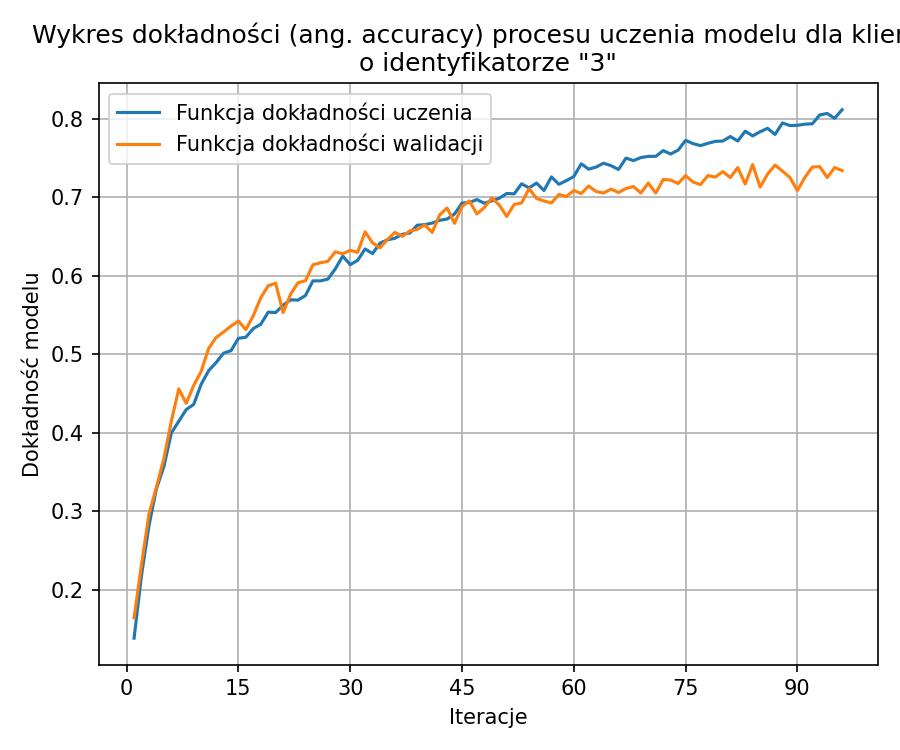 Wykres dokładności (ang. accuracy) procesu uczenia modelu dla
o identyfikatorze "3"
Funkcja dokładności uczenia
Funkcja dokładności walidacji
0.8
0.7
0.6
0.5
0.4
0.3
0.2
Dokładność modelu
0 15 30 45 60 75 90
Iteracje